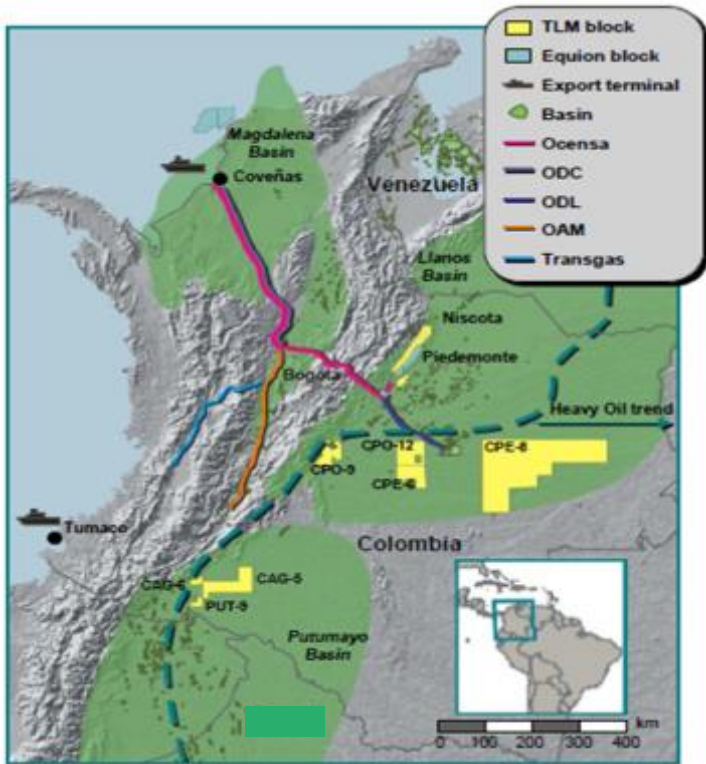 TLM block
Equion block
Export terminal
Basin
Ocensa
ODC
ODL
OAM
Transgas
Magdalena
Basin
Coveñas
Venezuela
Llanos
Basin
Niscota
Piedemonte
Bogota
Heavy Oil trend
CPO-12
CPE-8
CPO-9
CPE-6
Tumaco
Colombia
CAG-6
CAG-5
PUT-9
Putumayo
Basin
km
0 100 200 300 400